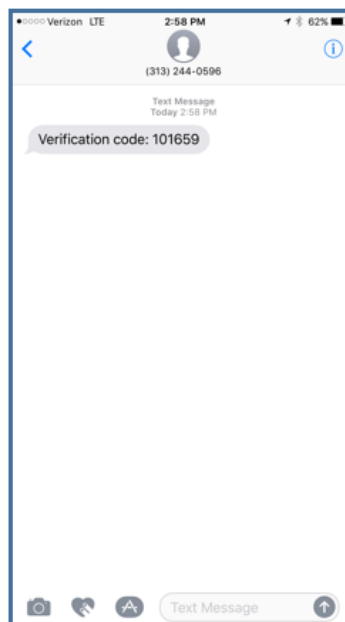 Verizon LTE 2:58 PM 62%
(313) 244-0596
Text Message
Today 2:58 PM
Verification code: 101659
Text Message